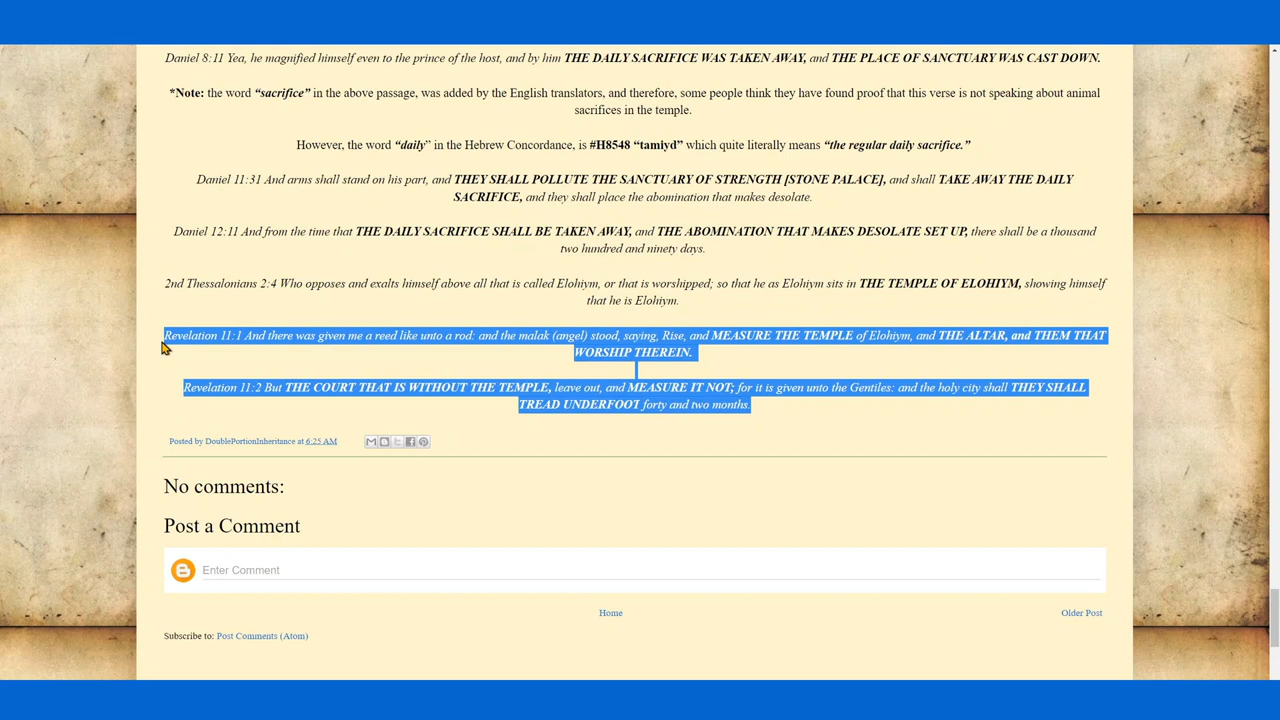 Daniel 8:11 Yea, he magnified himself even to the prince of the host, and by him THE DAILY SACRIFICE WAS TAKEN AWAY, and THE PLACE OF SANCTUARY WAS CAST DOWN.
*Note: the word “sacrifice” in the above passage, was added by the English translators, and therefore, some people think they have found proof that this verse is not speaking about animal
sacrifices in the temple.
However, the word “daily” in the Hebrew Concordance, is #H8548 “tamiyd” which quite literally means “the regular daily sacrifice.”
Daniel 11:31 And arms shall stand on his part, and THEY SHALL POLLUTE THE SANCTUARY OF STRENGTH [STONE PALACE], and shall TAKE AWAY THE DAILY
SACRIFICE, and they shall place the abomination that makes desolate.
Daniel 12:11 And from the time that THE DAILY SACRIFICE SHALL BE TAKEN AWAY, and THE ABOMINATION THAT MAKES DESOLATE SET UP, there shall be a thousand
two hundred and ninety days.
2nd Thessalonians 2:4 Who opposes and exalts himself above all that is called Elohiym, or that is worshipped; so that he as Elohiym sits in THE TEMPLE OF ELOHIYM, showing himself
that he is Elohiym.
Revelation 11:1 And there was given me a reed like unto a rod: and the malak (angel) stood, saying, Rise, and MEASURE THE TEMPLE of Elohiym, and THE ALTAR, and THEM THAT
WORSHIP THEREIN.
Revelation 11:2 But THE COURT THAT IS WITHOUT THE TEMPLE, leave out, and MEASURE IT NOT; for it is given unto the Gentiles: and the holy city shall THEY SHALL
TREAD UNDERFOOT forty and two months.
Posted by DoublePortionInheritance at 6:25 AM
No comments:
Post a Comment
Enter Comment
Home
Older Post
Subscribe to: Post Comments (Atom)